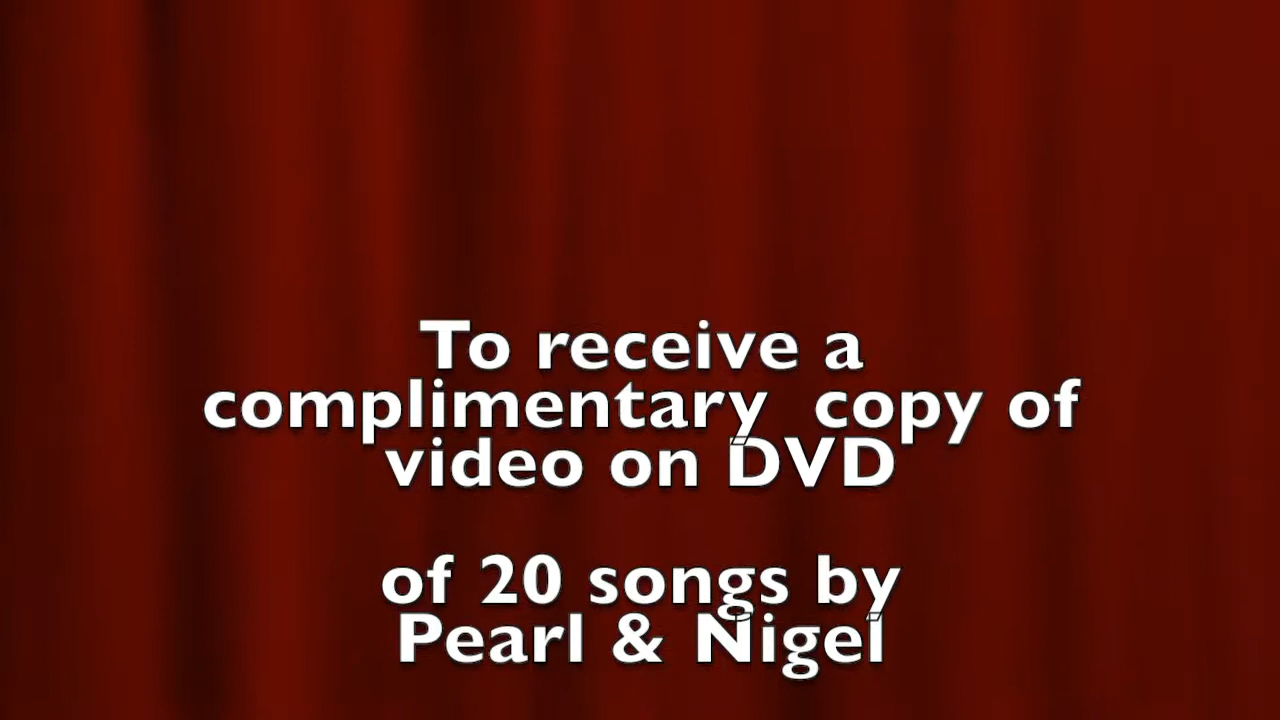 To receive a
complimentary  copy of
video on DVD
of 20 songs by
Pearl & Nigel